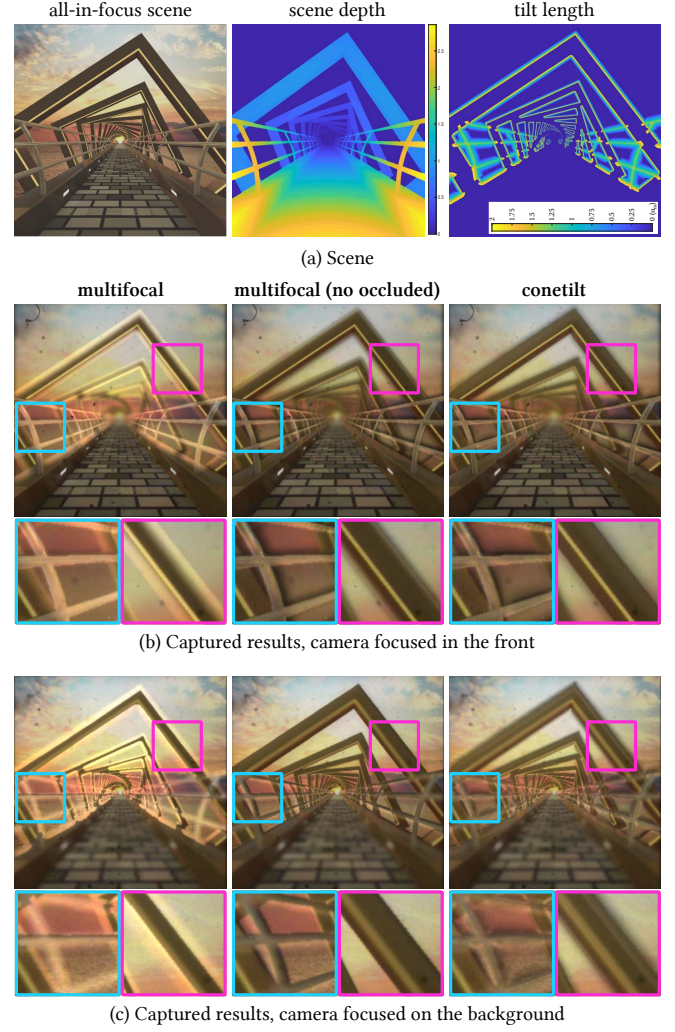 all-in-focus scene scene depth tilt length
2.5
2
1.5
1
0.5
0
2 1.75 1.5 1.25 1 0.75 0.5 0.25 0 (uₒ)
(a) Scene
multifocal multifocal (no occluded) conetilt
(b) Captured results, camera focused in the front
(c) Captured results, camera focused on the background